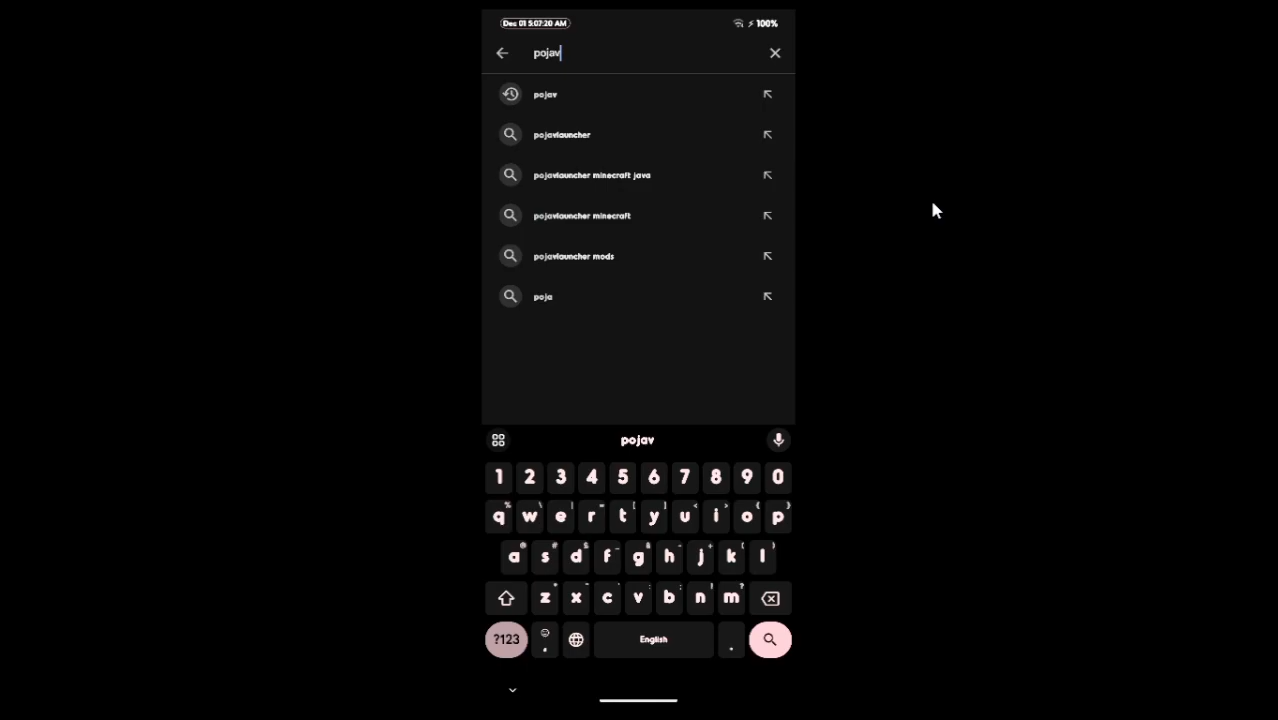 Dec 01 5:07:20 AM 100%
pojav
pojav
pojavlauncher
pojavlauncher minecraft java
pojavlauncher minecraft
pojavlauncher mods
poja
pojav
1 2 3 4 5 6 7 8 9 0
q w e r t y u i o p
a s d f g h j k l
z x c v b n m
?123 , English .